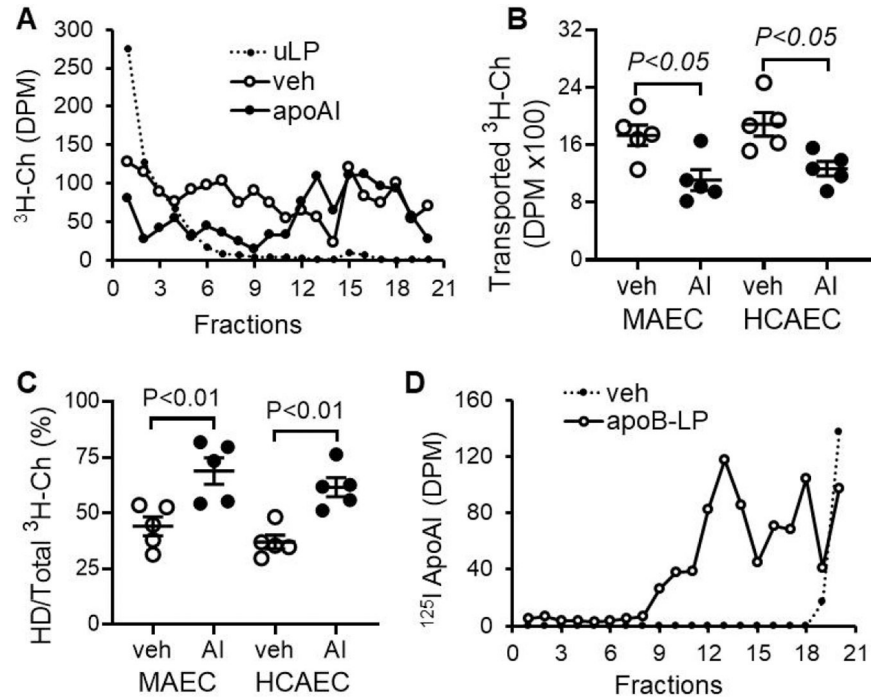 A
³H-Ch (DPM)
300
250
200
150
100
50
0
uLP
veh
apoAI
0 3 6 9 12 15 18 21
Fractions
B
Transported ³H-Ch
(DPM x100)
32
24
16
8
0
P<0.05
P<0.05
veh AI veh AI
MAEC HCAEC
C
HD/Total ³H-Ch (%)
100
75
50
25
0
P<0.01
P<0.01
veh AI veh AI
MAEC HCAEC
D
¹²⁵I ApoAI (DPM)
160
120
80
40
0
veh
apoB-LP
0 3 6 9 12 15 18 21
Fractions